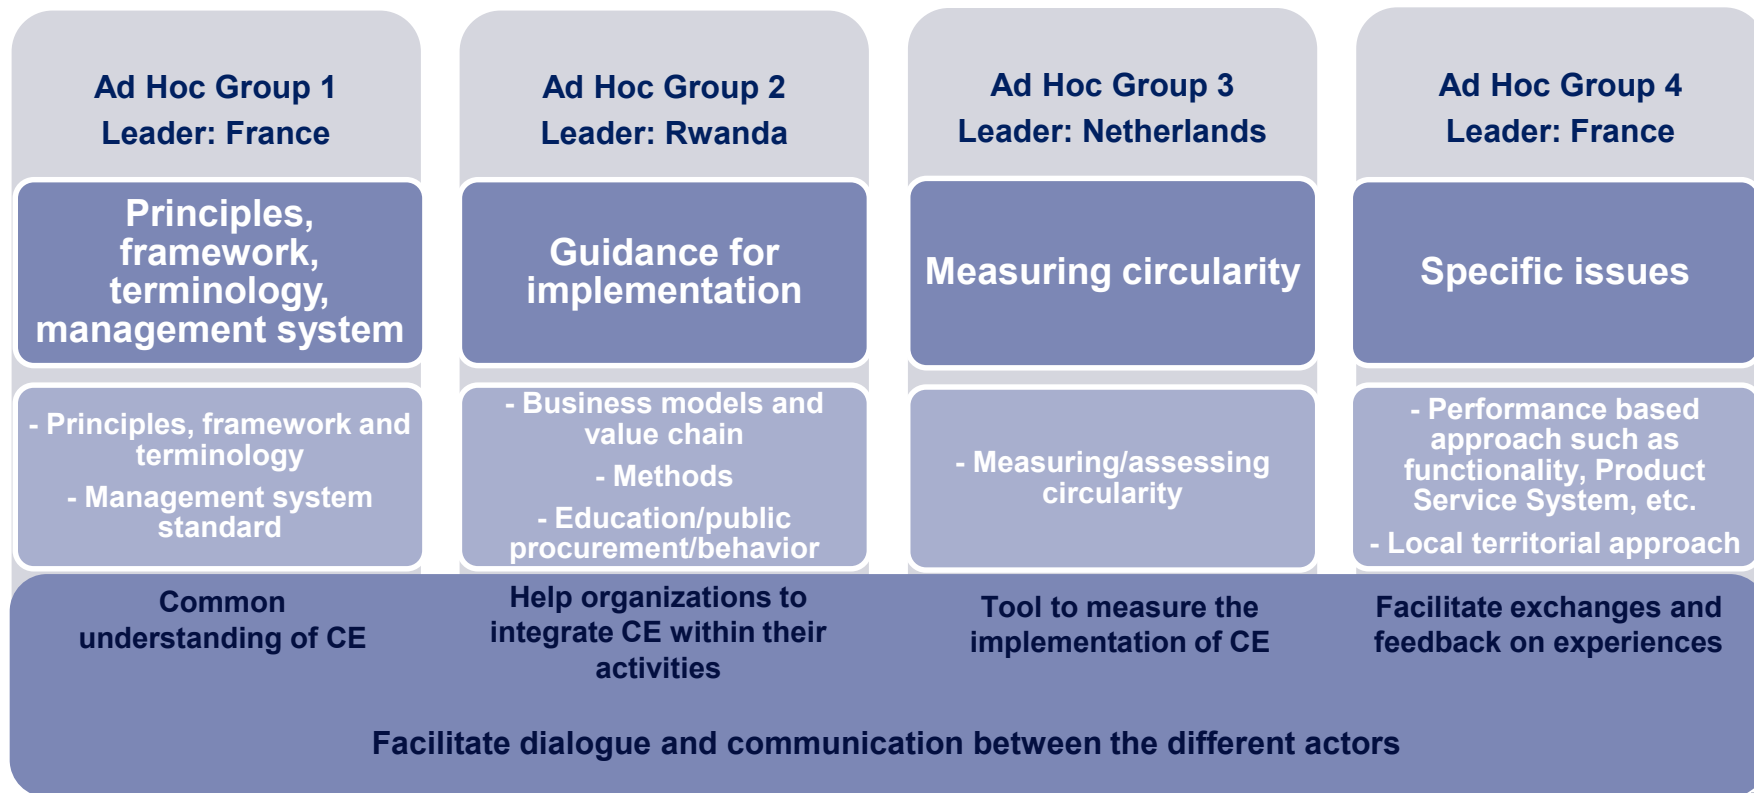 Ad Hoc Group 1
Leader: France
Principles,
framework,
terminology,
management system
- Principles, framework and
terminology
- Management system
standard
Common
understanding of CE
Ad Hoc Group 2
Leader: Rwanda
Guidance for
implementation
- Business models and
value chain
- Methods
- Education/public
procurement/behavior
Help organizations to
integrate CE within their
activities
Ad Hoc Group 3
Leader: Netherlands
Measuring circularity
- Measuring/assessing
circularity
Tool to measure the
implementation of CE
Ad Hoc Group 4
Leader: France
Specific issues
- Performance based
approach such as
functionality, Product
Service System, etc.
- Local territorial approach
Facilitate exchanges and
feedback on experiences
Facilitate dialogue and communication between the different actors